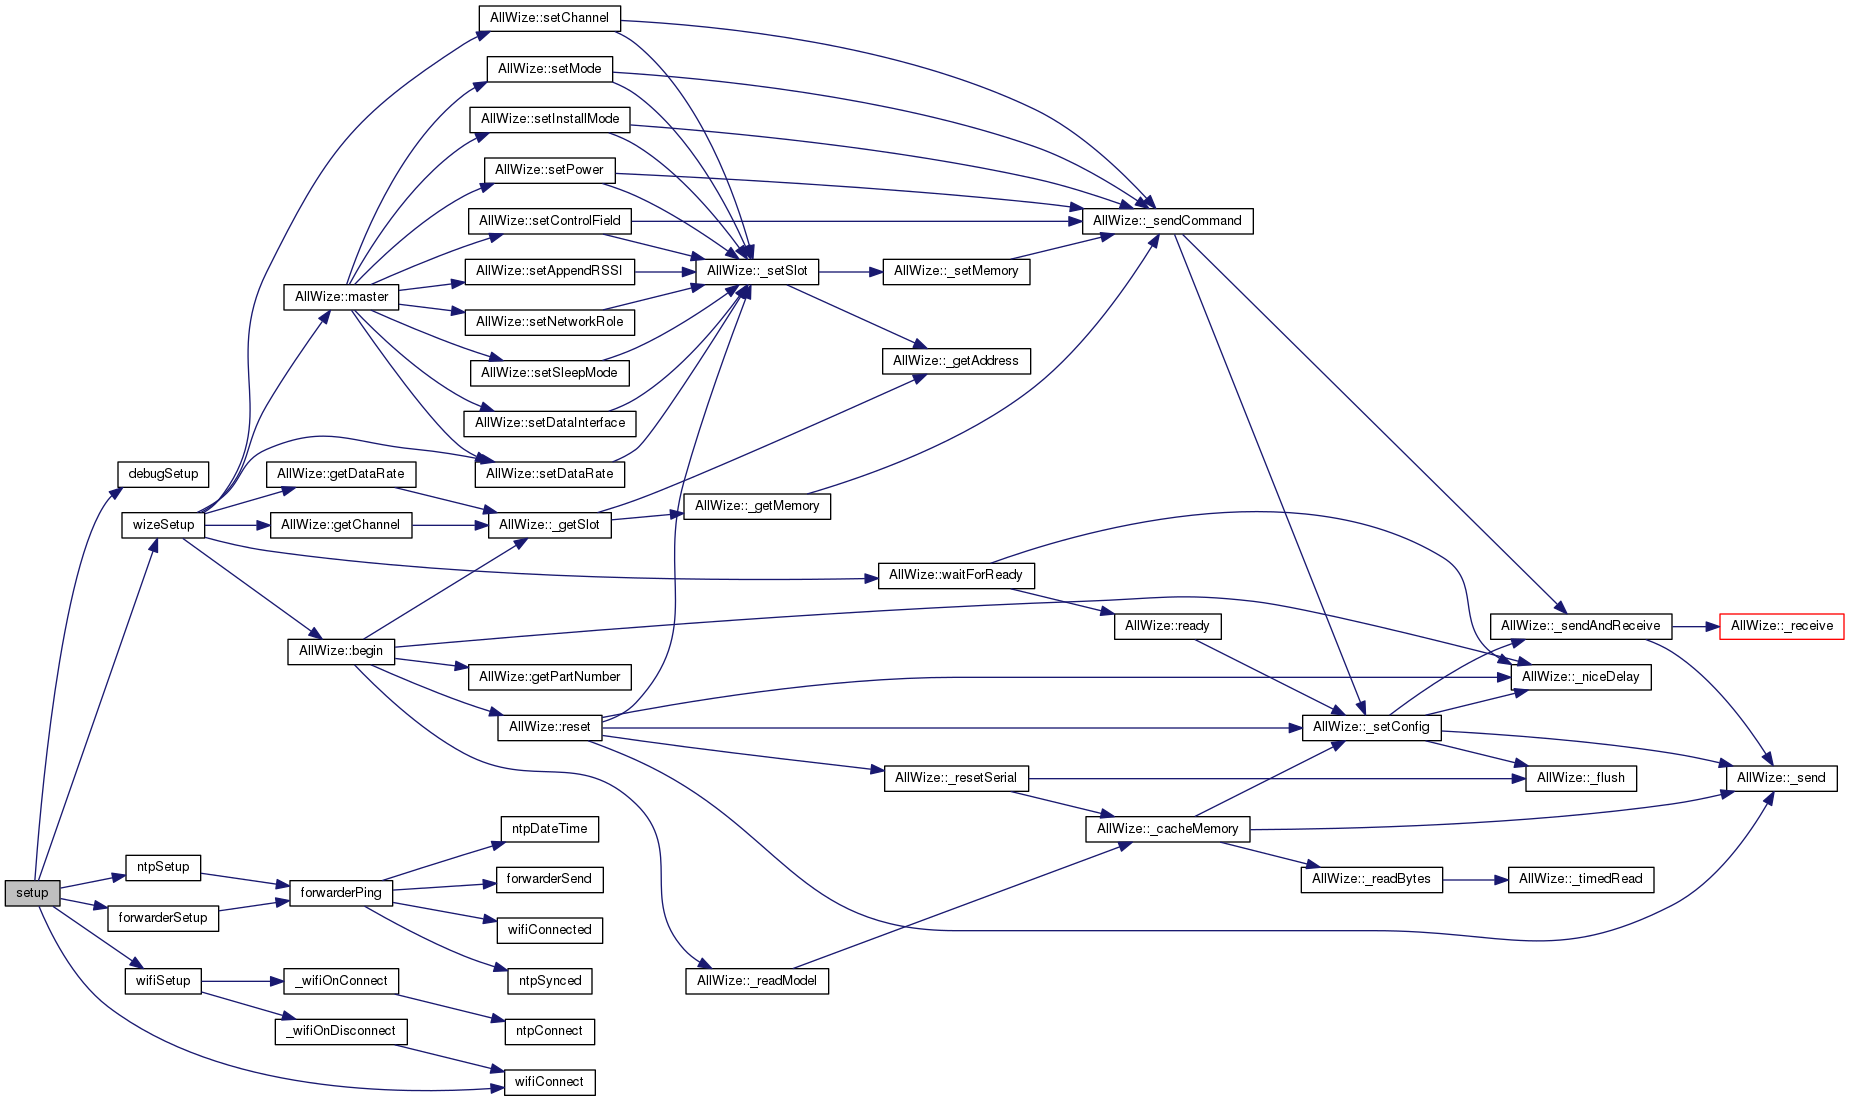 AllWize::setChannel
AllWize::setMode
AllWize::setInstallMode
AllWize::setPower
AllWize::setControlField
AllWize::_sendCommand
AllWize::setAppendRSSI
AllWize::_setSlot
AllWize::_setMemory
AllWize::master
AllWize::setNetworkRole
AllWize::_getAddress
AllWize::setSleepMode
AllWize::setDataInterface
debugSetup
AllWize::getDataRate
AllWize::setDataRate
AllWize::_getMemory
wizeSetup
AllWize::getChannel
AllWize::_getSlot
AllWize::waitForReady
AllWize::ready
AllWize::_sendAndReceive
AllWize::_receive
AllWize::begin
AllWize::getPartNumber
AllWize::_niceDelay
AllWize::reset
AllWize::_setConfig
AllWize::_resetSerial
AllWize::_flush
AllWize::_send
ntpDateTime
AllWize::_cacheMemory
ntpSetup
forwarderSend
AllWize::_readBytes
AllWize::_timedRead
setup
forwarderPing
forwarderSetup
wifiConnected
wifiSetup
_wifiOnConnect
ntpSynced
AllWize::_readModel
_wifiOnDisconnect
ntpConnect
wifiConnect